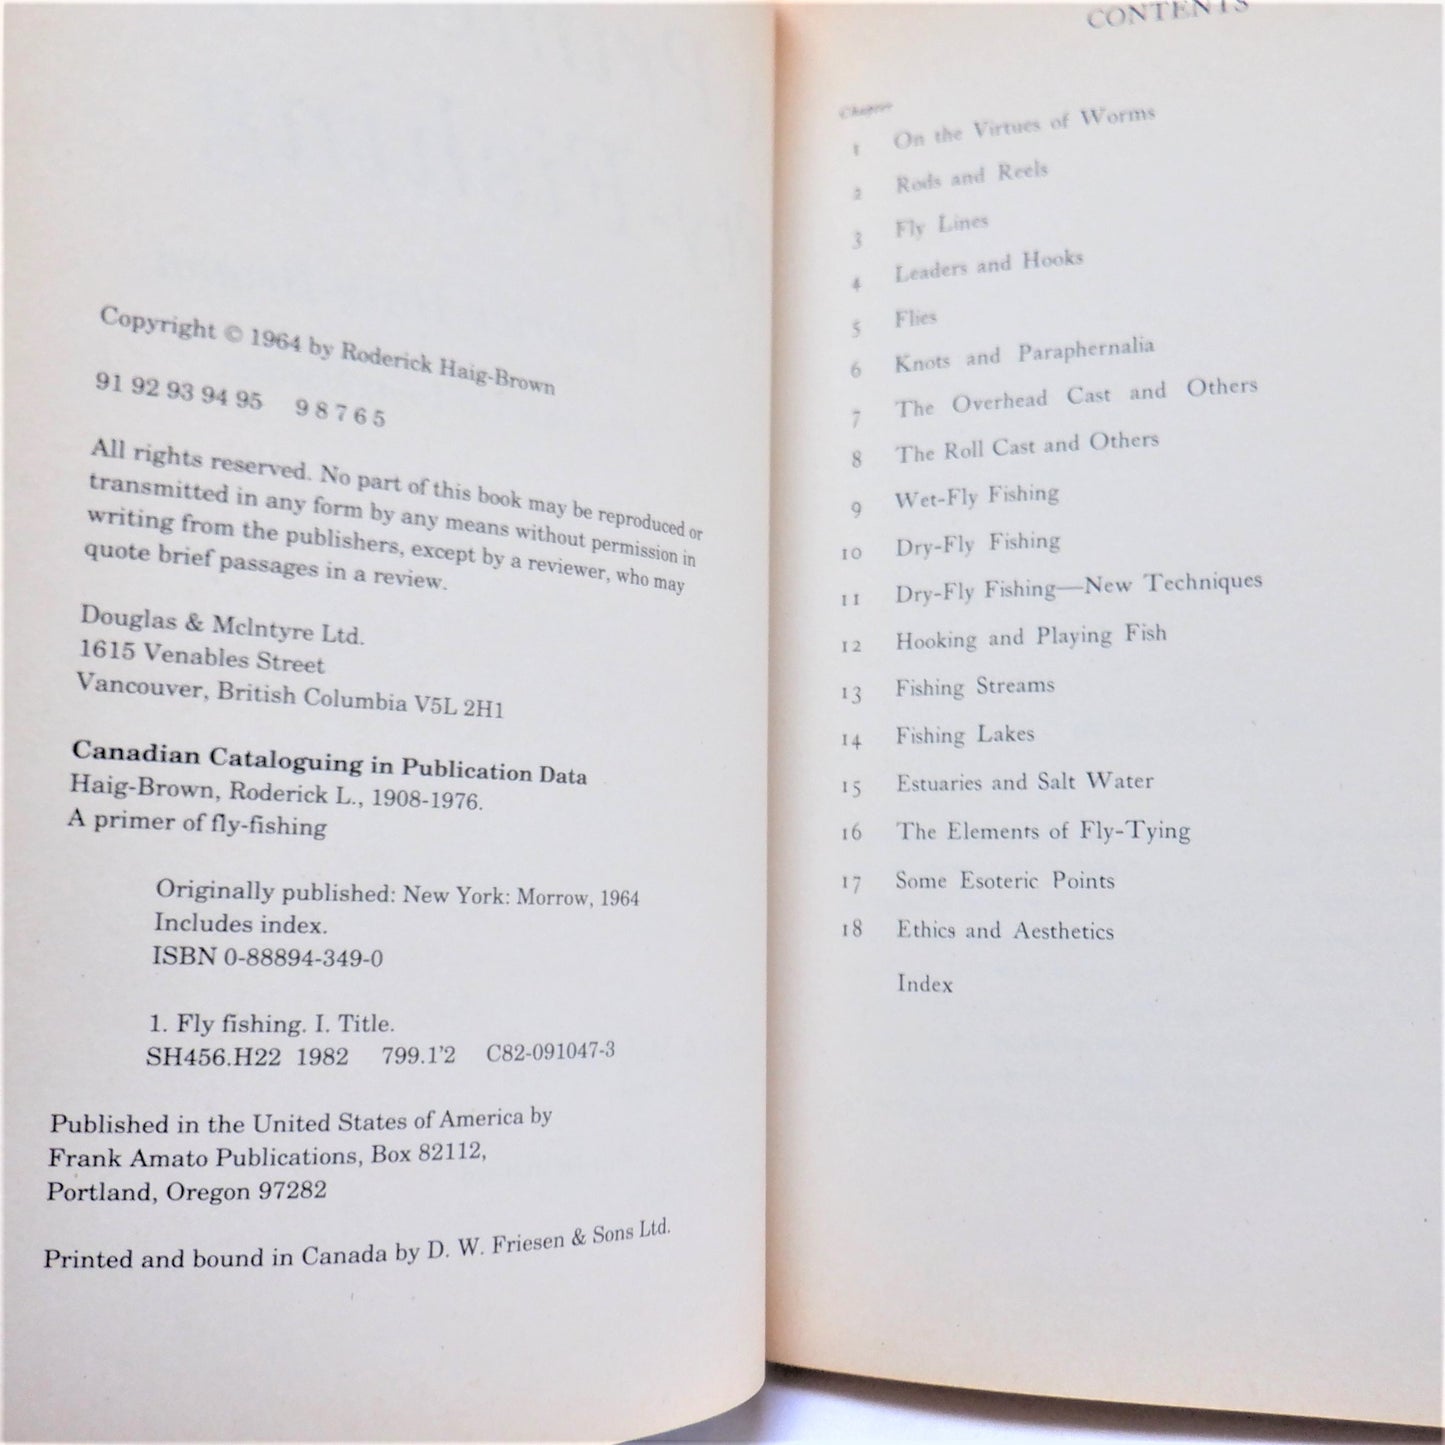 Copyright © 1964 by Roderick Haig-Brown
91 92 93 94 95 9 8 7 6 5
All rights reserved. No part of this book may be reproduced or
transmitted in any form by any means without permission in
writing from the publishers, except by a reviewer, who may
quote brief passages in a review.
Douglas & McIntyre Ltd.
1615 Venables Street
Vancouver, British Columbia V5L 2H1
Canadian Cataloguing in Publication Data
Haig-Brown, Roderick L., 1908-1976.
A primer of fly-fishing
Originally published: New York: Morrow, 1964
Includes index.
ISBN 0-88894-349-0
1. Fly fishing. I. Title.
SH456.H22 1982 799.1'2 C82-091047-3
Published in the United States of America by
Frank Amato Publications, Box 82112,
Portland, Oregon 97282
Printed and bound in Canada by D. W. Friesen & Sons Ltd.
CONTENTS
Chapter
1 On the Virtues of Worms
2 Rods and Reels
3 Fly Lines
4 Leaders and Hooks
5 Flies
6 Knots and Paraphernalia
7 The Overhead Cast and Others
8 The Roll Cast and Others
9 Wet-Fly Fishing
10 Dry-Fly Fishing
11 Dry-Fly Fishing—New Techniques
12 Hooking and Playing Fish
13 Fishing Streams
14 Fishing Lakes
15 Estuaries and Salt Water
16 The Elements of Fly-Tying
17 Some Esoteric Points
18 Ethics and Aesthetics
Index